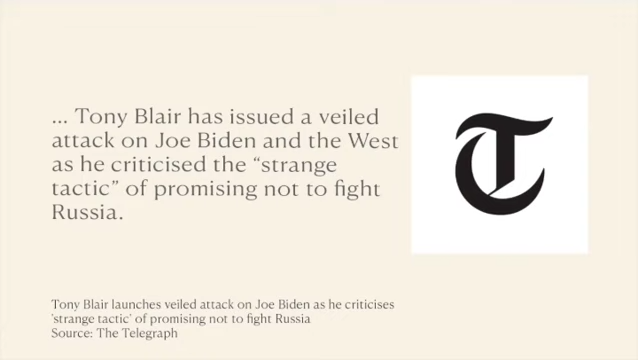 ... Tony Blair has issued a veiled
attack on Joe Biden and the West
as he criticised the “strange
tactic” of promising not to fight
Russia.
T
Tony Blair launches veiled attack on Joe Biden as he criticises
‘strange tactic’ of promising not to fight Russia
Source: The Telegraph